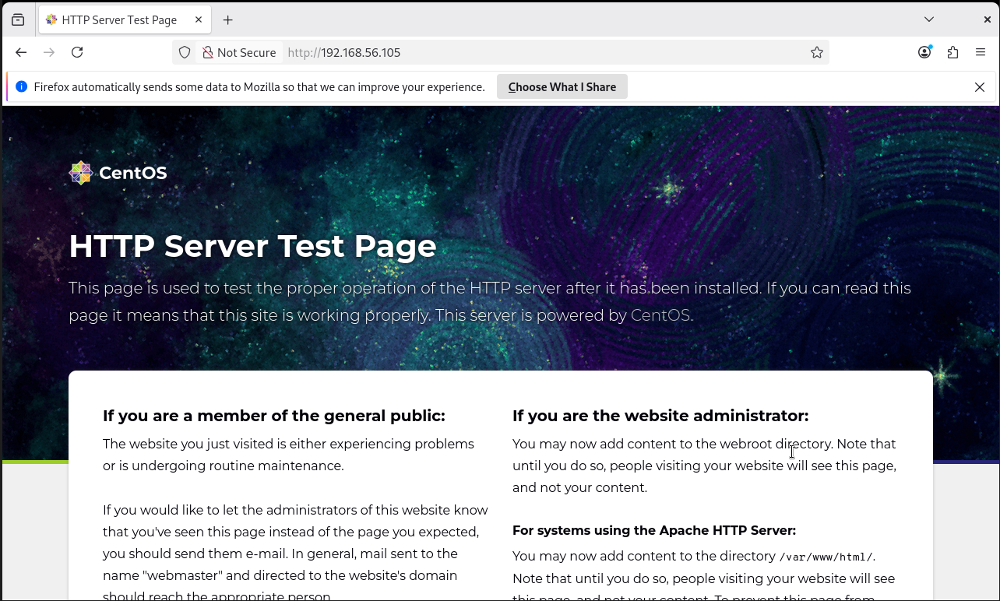 HTTP Server Test Page
Not Secure
http://192.168.56.105
Firefox automatically sends some data to Mozilla so that we can improve your experience.
Choose What I Share
CentOS
HTTP Server Test Page
This page is used to test the proper operation of the HTTP server after it has been installed. If you can read this
page it means that this site is working properly. This server is powered by CentOS.
If you are a member of the general public:
The website you just visited is either experiencing problems
or is undergoing routine maintenance.
If you would like to let the administrators of this website know
that you've seen this page instead of the page you expected,
you should send them e-mail. In general, mail sent to the
name "webmaster" and directed to the website's domain
should reach the appropriate person.
If you are the website administrator:
You may now add content to the webroot directory. Note that
until you do so, people visiting your website will see this page,
and not your content.
For systems using the Apache HTTP Server:
You may now add content to the directory /var/www/html/.
Note that until you do so, people visiting your website will see
this page, and not your content. To prevent this page from